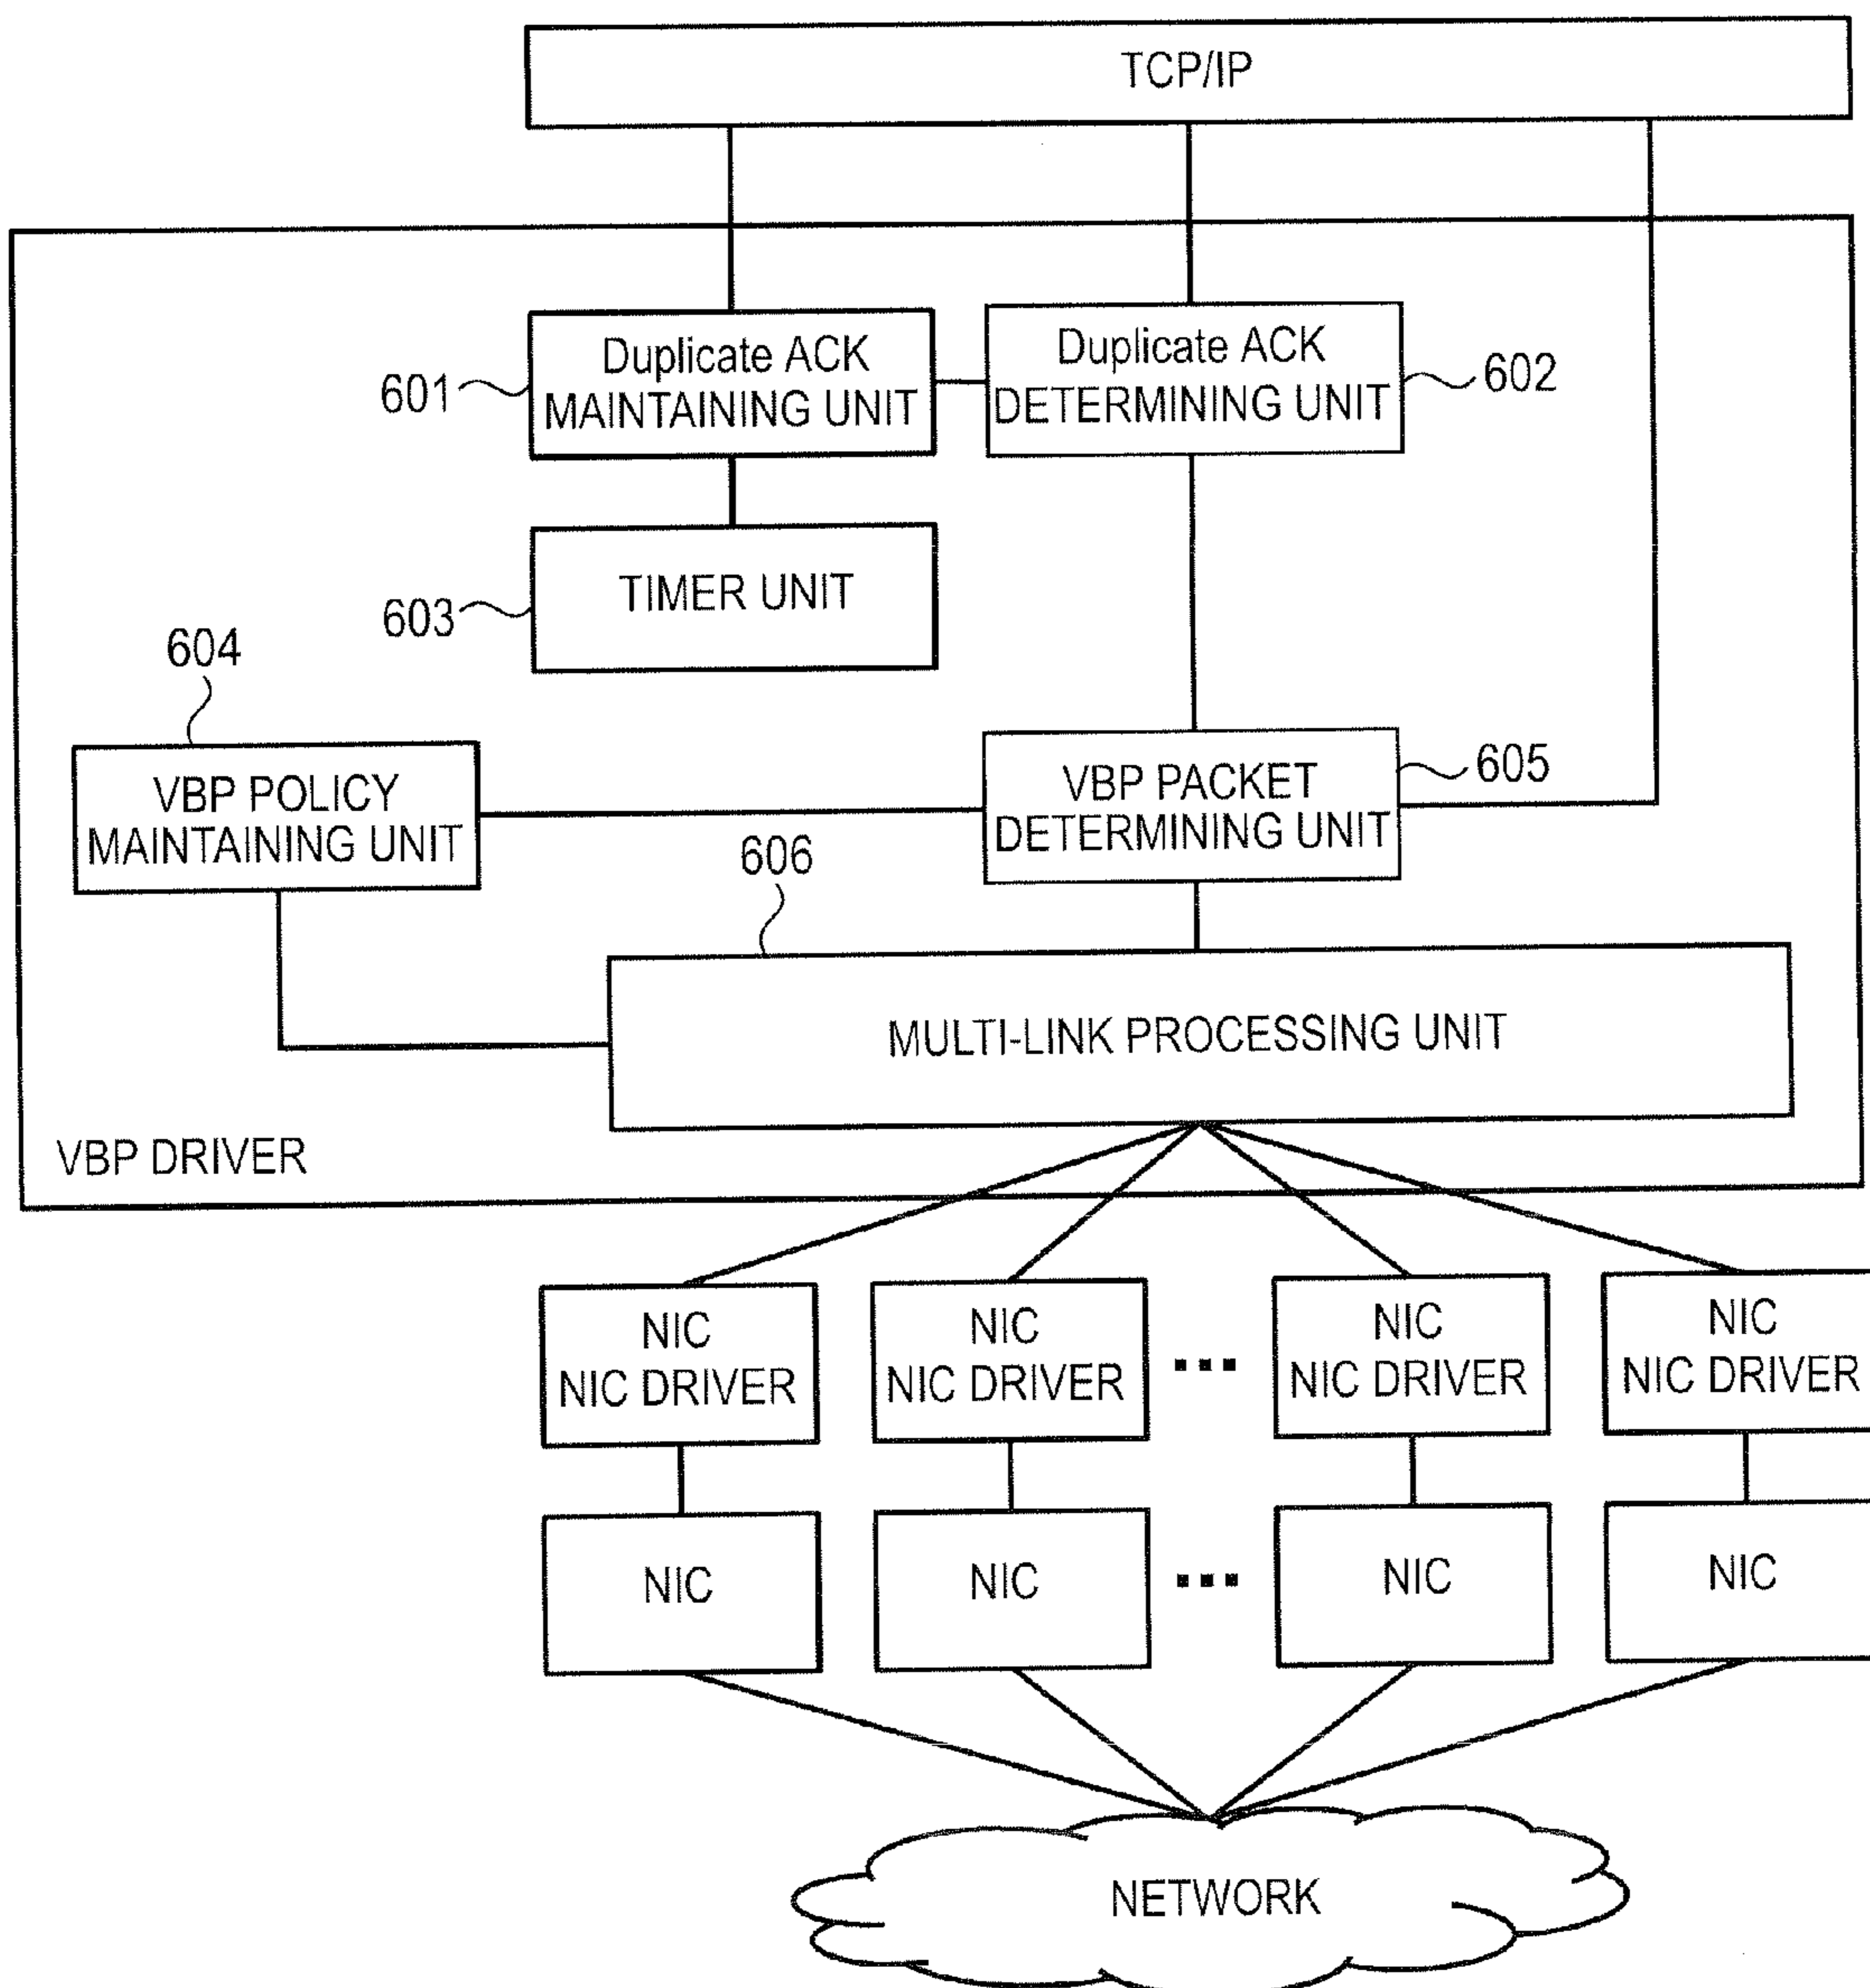 TCP/IP
Duplicate ACK
MAINTAINING UNIT
601
Duplicate ACK
DETERMINING UNIT
602
TIMER UNIT
603
604
VBP POLICY
MAINTAINING UNIT
VBP PACKET
DETERMINING UNIT
605
606
MULTI-LINK PROCESSING UNIT
VBP DRIVER
NIC
NIC DRIVER
NIC
NIC DRIVER
...
NIC
NIC DRIVER
NIC
NIC DRIVER
NIC
NIC
...
NIC
NIC
NETWORK